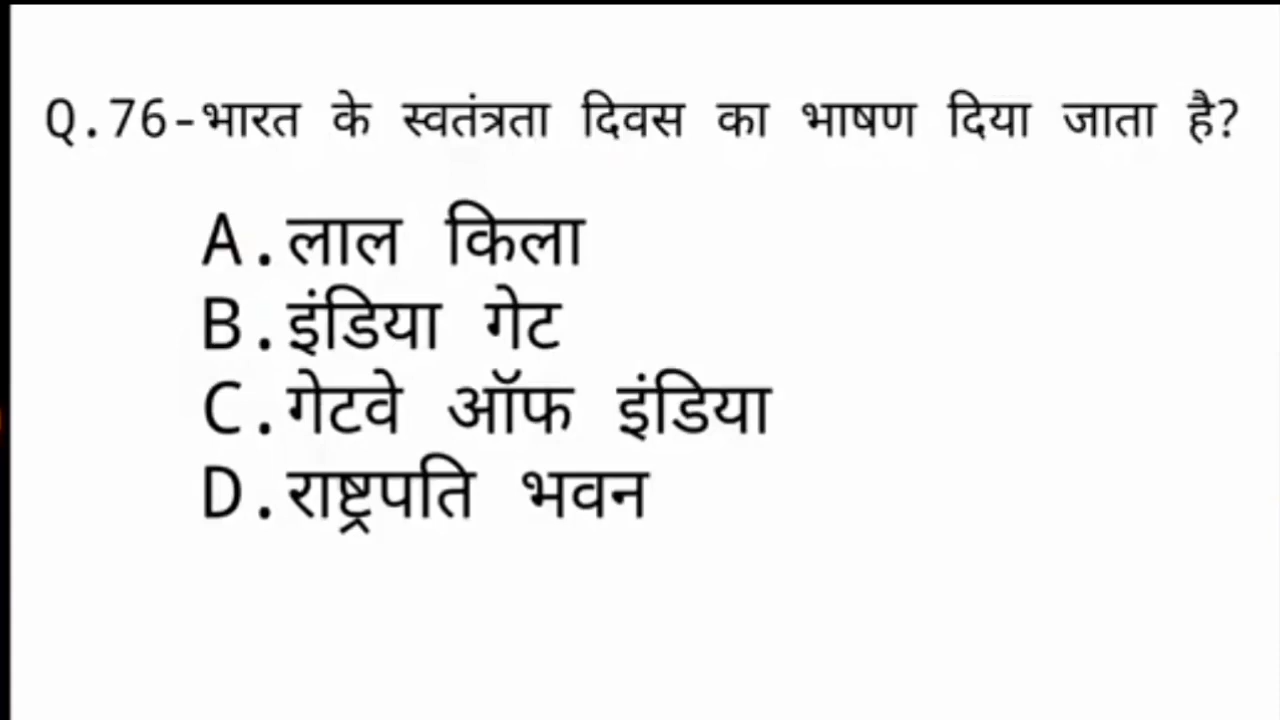 Q.76-भारत के स्वतंत्रता दिवस का भाषण दिया जाता है?
A.लाल किला
B.इंडिया गेट
C.गेटवे ऑफ इंडिया
D.राष्ट्रपति भवन